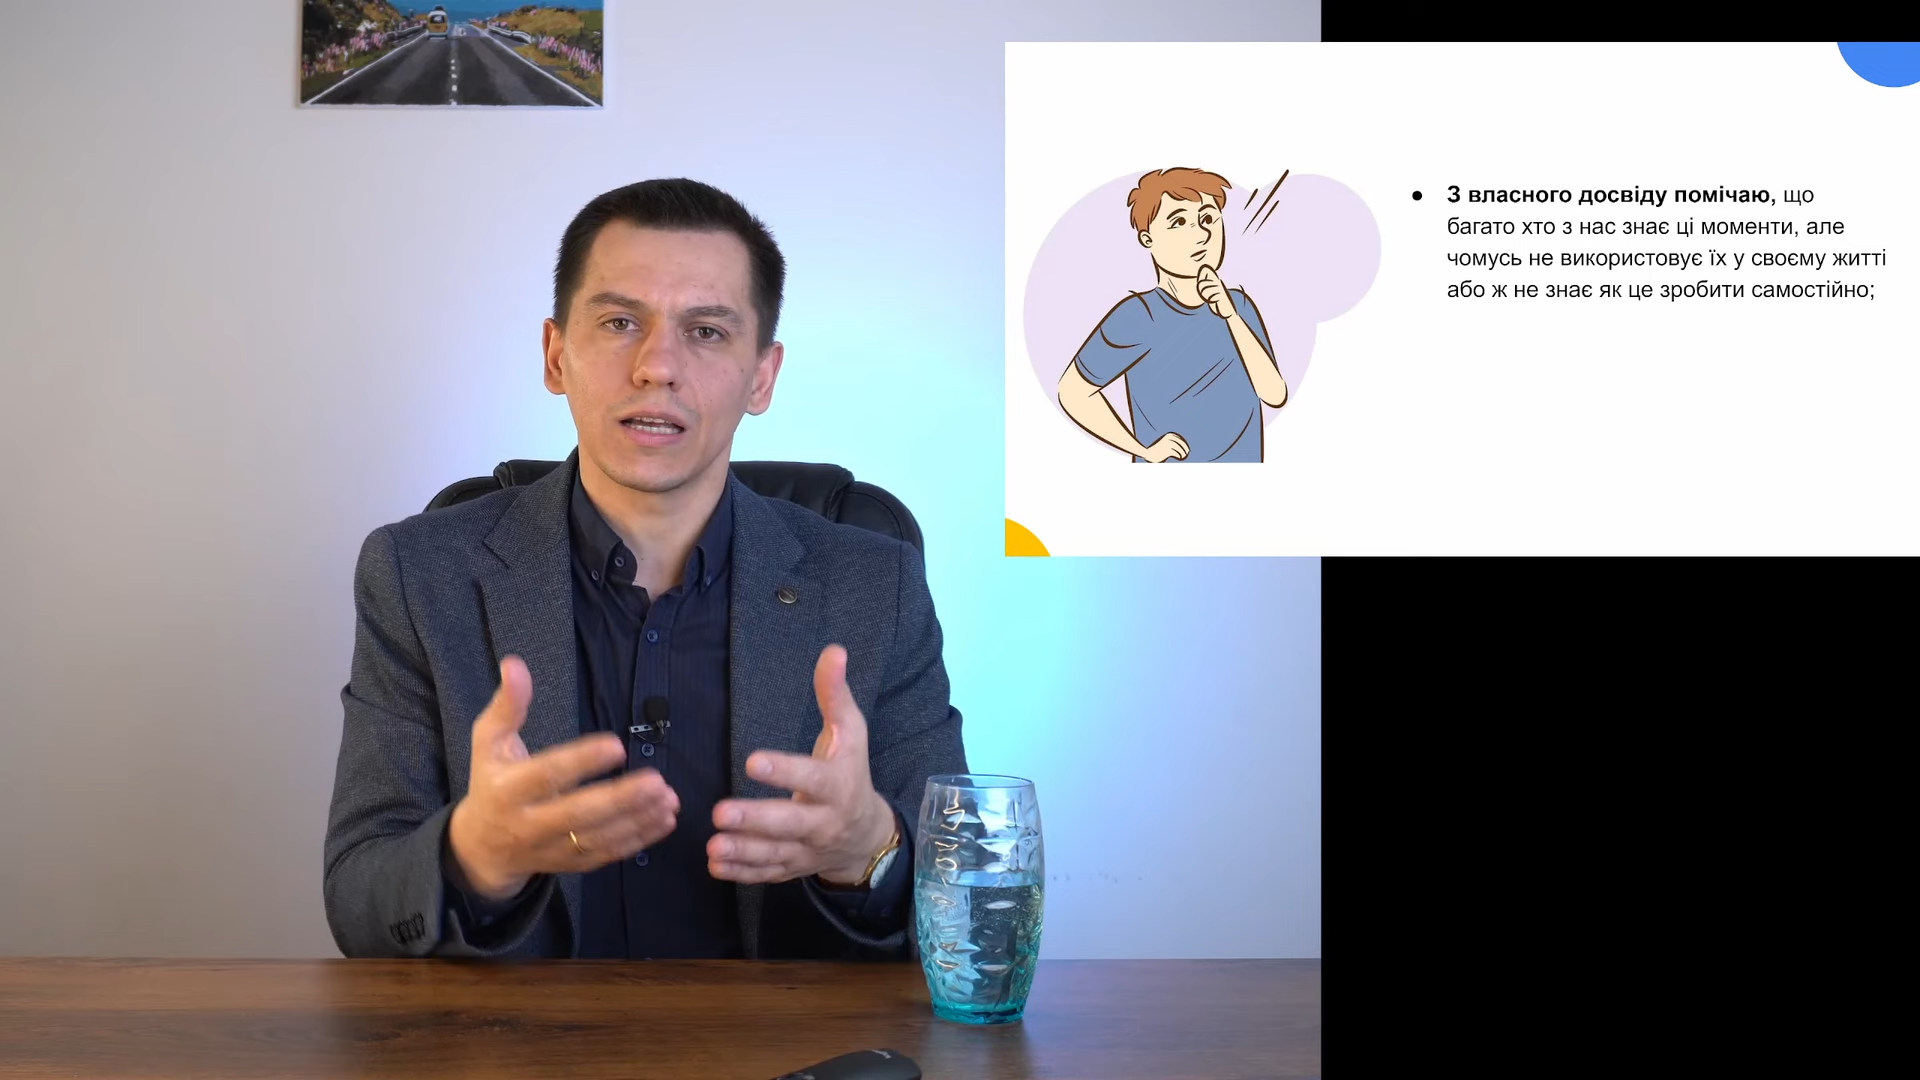 З власного досвіду помічаю, що
багато хто з нас знає ці моменти, але
чомусь не використовує їх у своєму житті
або ж не знає як це зробити самостійно;